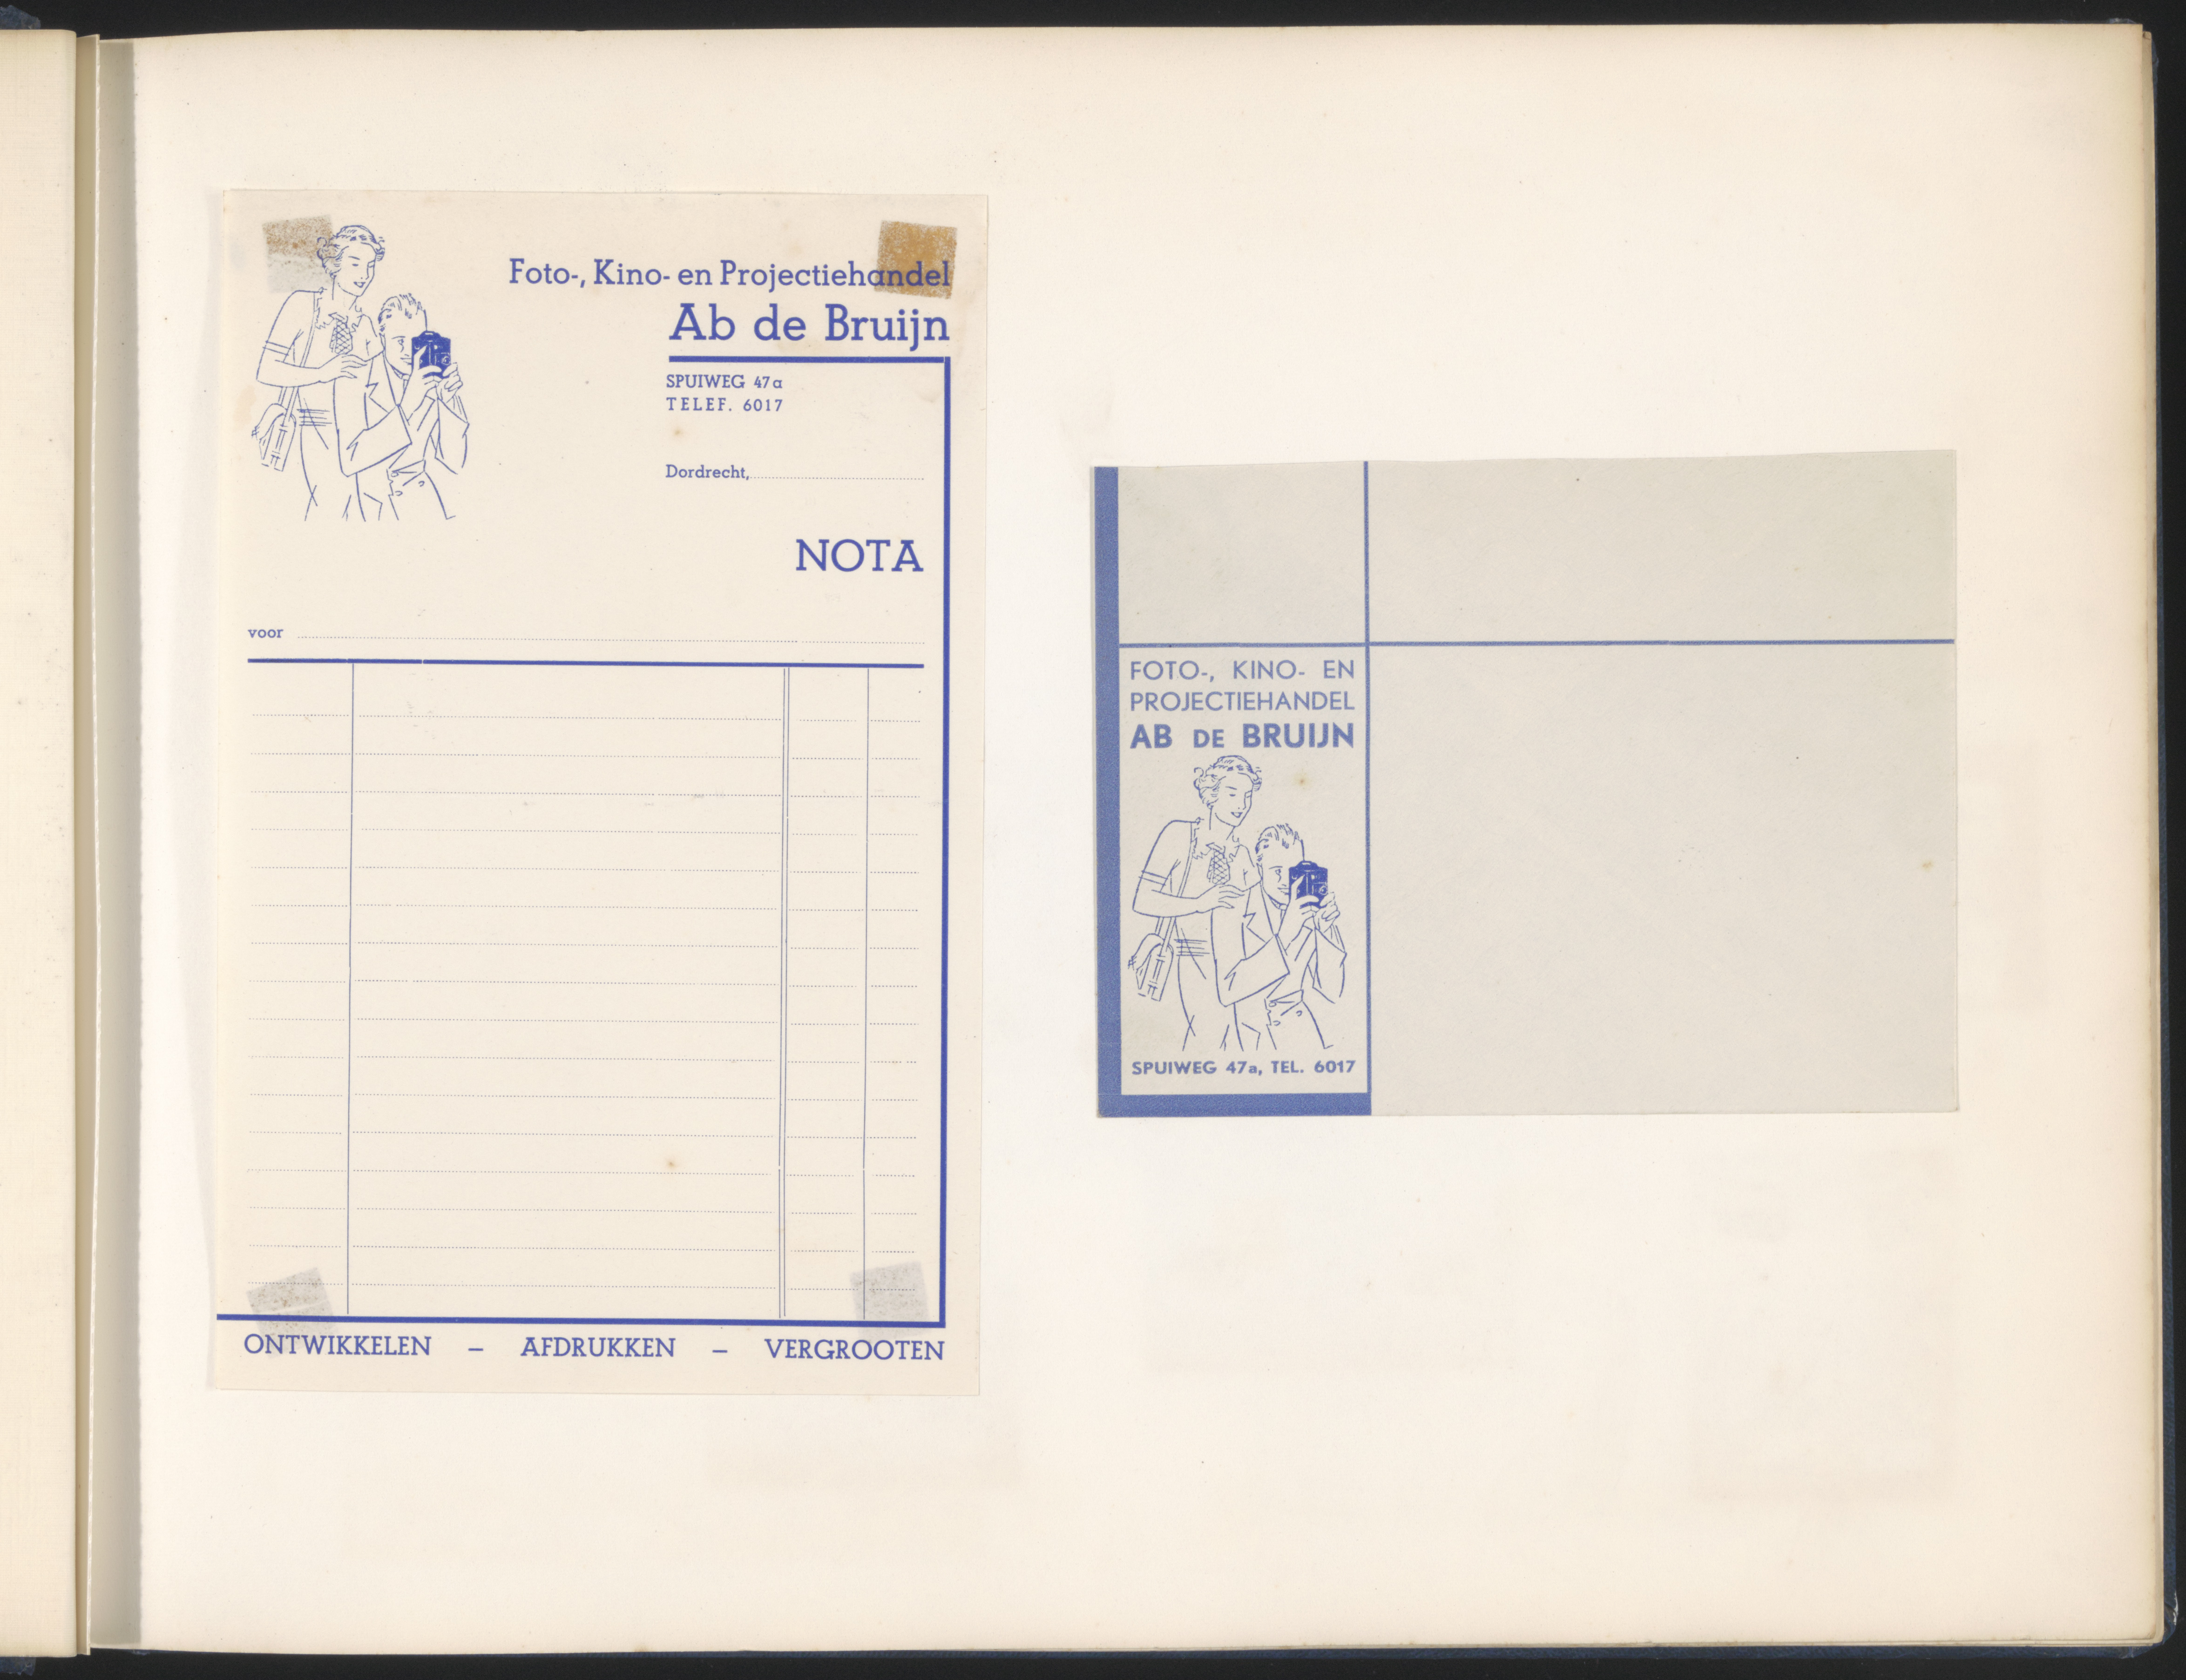 Foto-, Kino- en Projectiehandel
Ab de Bruijn
SPUIWEG 47a
TELEF. 6017
Dordrecht,
NOTA
voor
ONTWIKKELEN – AFDRUKKEN – VERGROOTEN
FOTO-, KINO- EN
PROJECTIEHANDEL
AB DE BRUIJN
SPUIWEG 47a, TEL. 6017